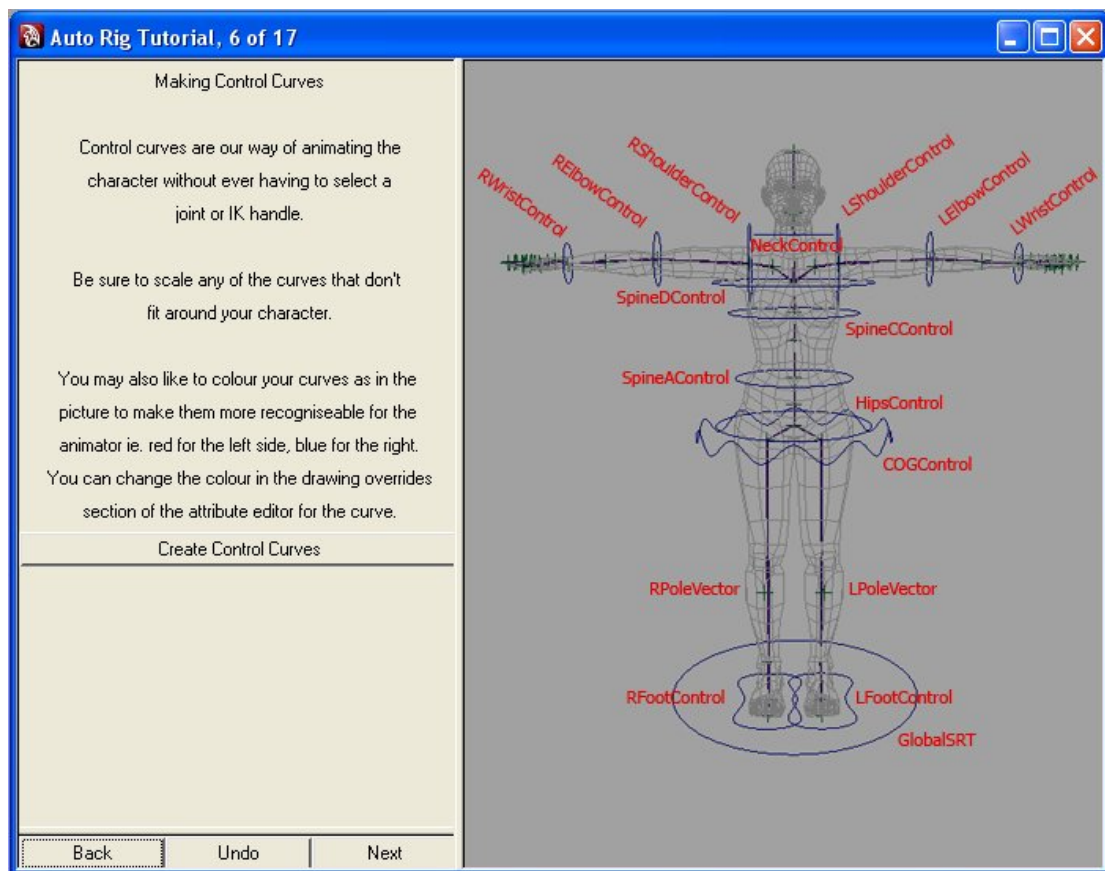 Auto Rig Tutorial, 6 of 17
Making Control Curves
Control curves are our way of animating the
character without ever having to select a
joint or IK handle.
Be sure to scale any of the curves that don't
fit around your character.
You may also like to colour your curves as in the
picture to make them more recogniseable for the
animator ie. red for the left side, blue for the right.
You can change the colour in the drawing overrides
section of the attribute editor for the curve.
Create Control Curves
Back
Undo
Next
RWristControl
RElbowControl
RShoulderControl
LShoulderControl
LElbowControl
LWristControl
NeckControl
SpineDControl
SpineCControl
SpineAControl
HipsControl
COGControl
RPoleVector
LPoleVector
RFootControl
LFootControl
GlobalSRT